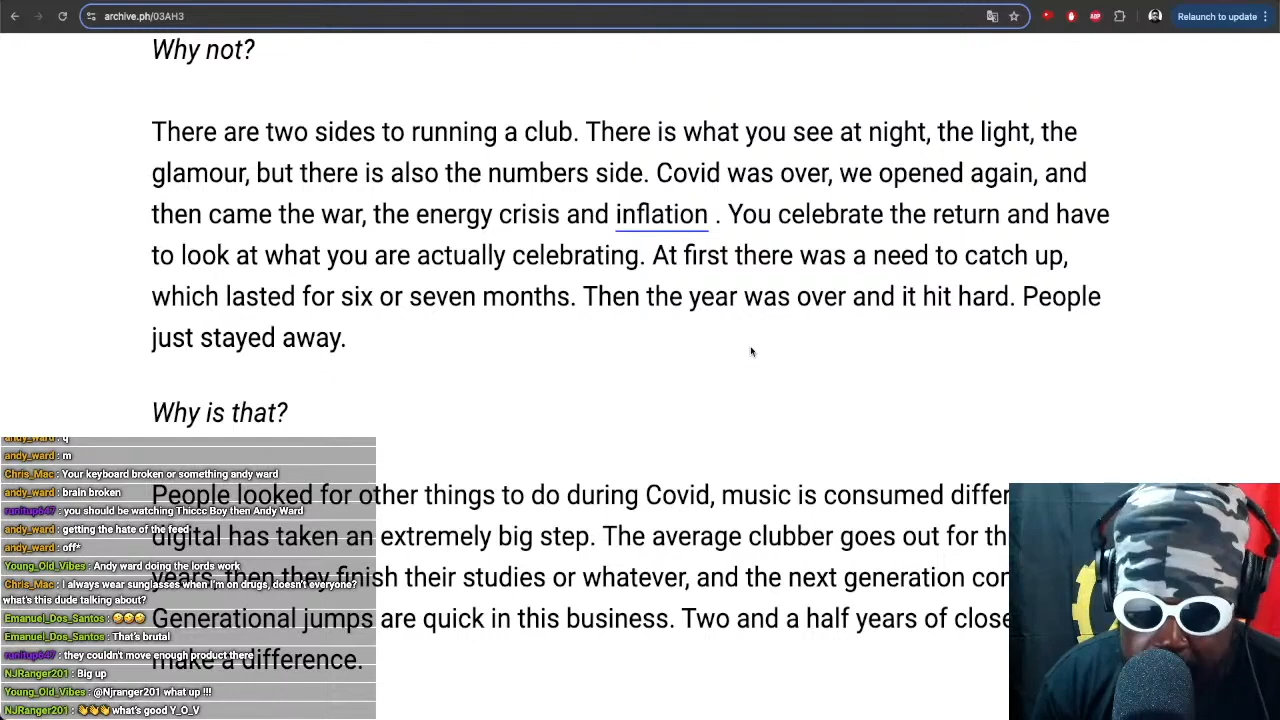 archive.ph/03AH3
Relaunch to update
Why not?
There are two sides to running a club. There is what you see at night, the light, the
glamour, but there is also the numbers side. Covid was over, we opened again, and
then came the war, the energy crisis and inflation . You celebrate the return and have
to look at what you are actually celebrating. At first there was a need to catch up,
which lasted for six or seven months. Then the year was over and it hit hard. People
just stayed away.
Why is that?
People looked for other things to do during Covid, music is consumed
digital has taken an extremely big step. The average clubber goes out for
years, then they finish their studies or whatever, and the next generation
Generational jumps are quick in this business. Two and a half years of
make a difference.
andy_ward : q
andy_ward : m
Chris_Mac : Your keyboard broken or something andy ward
andy_ward : brain broken
runitup647 : you should be watching Thiccc Boy then Andy Ward
andy_ward : getting the hate of the feed
andy_ward : off*
Young_Old_Vibes : Andy ward doing the lords work
Chris_Mac : I always wear sunglasses when I'm on drugs, doesn't everyone?
what's this dude talking about?
Emanuel_Dos_Santos : 🤣🤣🤣
Emanuel_Dos_Santos : That's brutal
runitup647 : they couldn't move enough product there
NJRanger201 : Big up
Young_Old_Vibes : @Njranger201 what up !!!
NJRanger201 : 👋👋👋 what's good Y_O_V